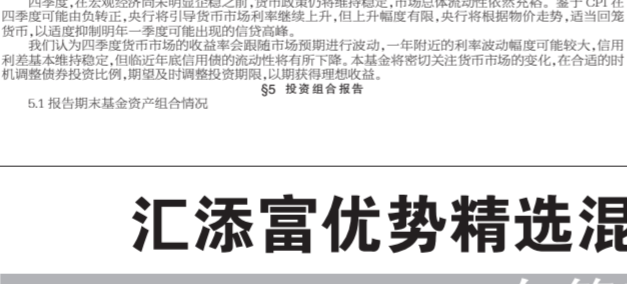 四季度,在宏观经济尚未明显企稳之前,货币政策仍将维持稳定,市场总体流动性依然充裕。鉴于CPI在
四季度可能由负转正,央行将引导货币市场利率继续上升,但上升幅度有限,央行将根据物价走势,适当回笼
货币,以适度抑制明年一季度可能出现的信贷高峰。
我们认为四季度货币市场的收益率会跟随市场预期进行波动,一年附近的利率波动幅度可能较大,信用
利差基本维持稳定,但临近年底信用债的流动性将有所下降。本基金将密切关注货币市场的变化,在合适的时
机调整债券投资比例,期望及时调整投资期限,以期获得理想收益。
§5 投资组合报告
5.1 报告期末基金资产组合情况
汇添富优势精选混